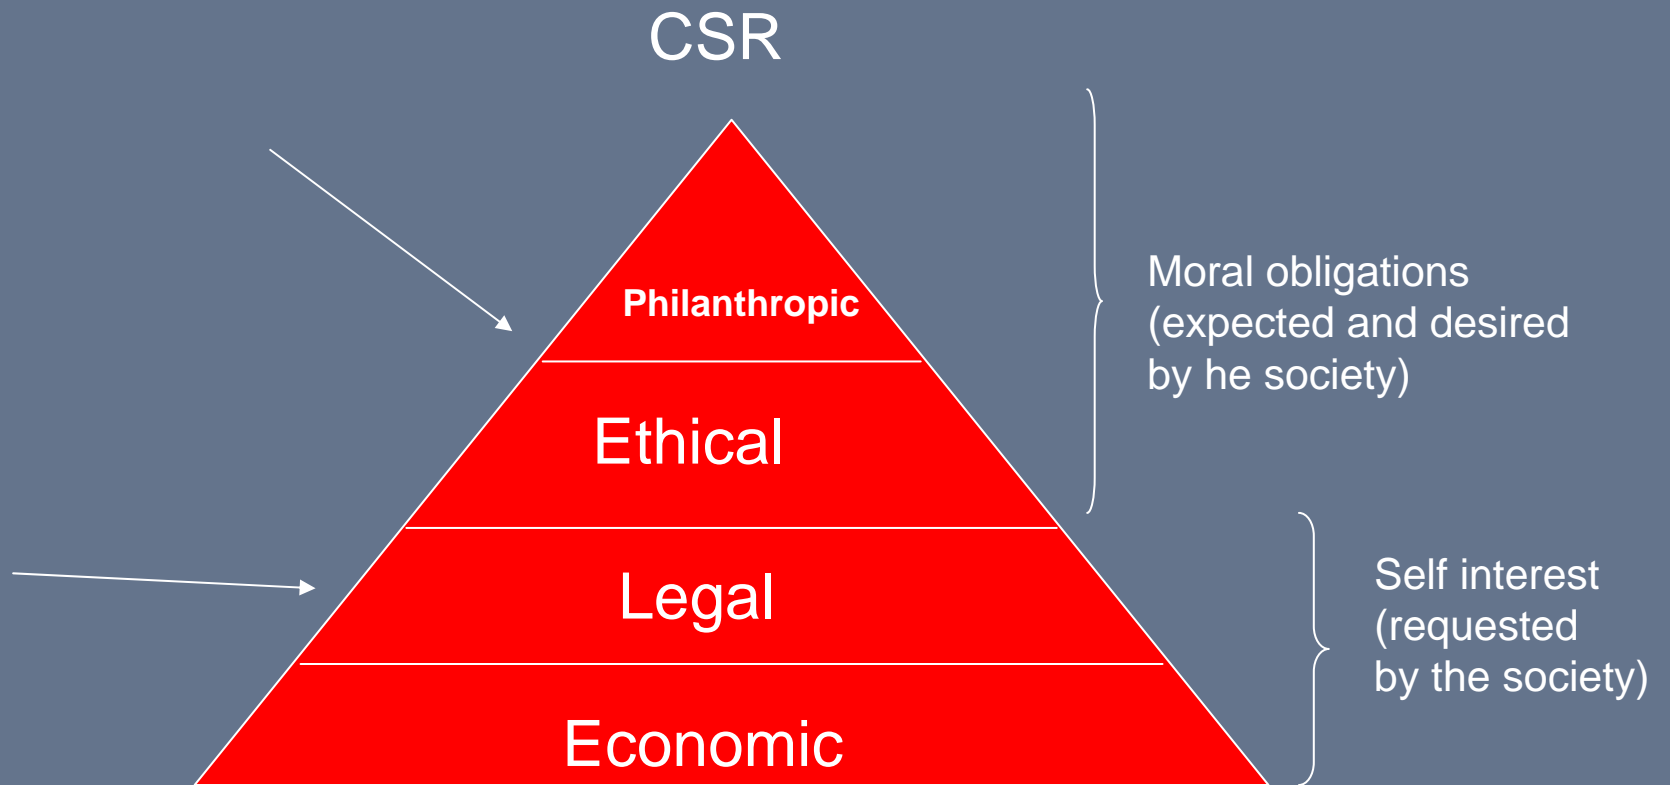 CSR
Philanthropic
Ethical
Legal
Economic
Moral obligations
(expected and desired
by he society)
Self interest
(requested
by the society)